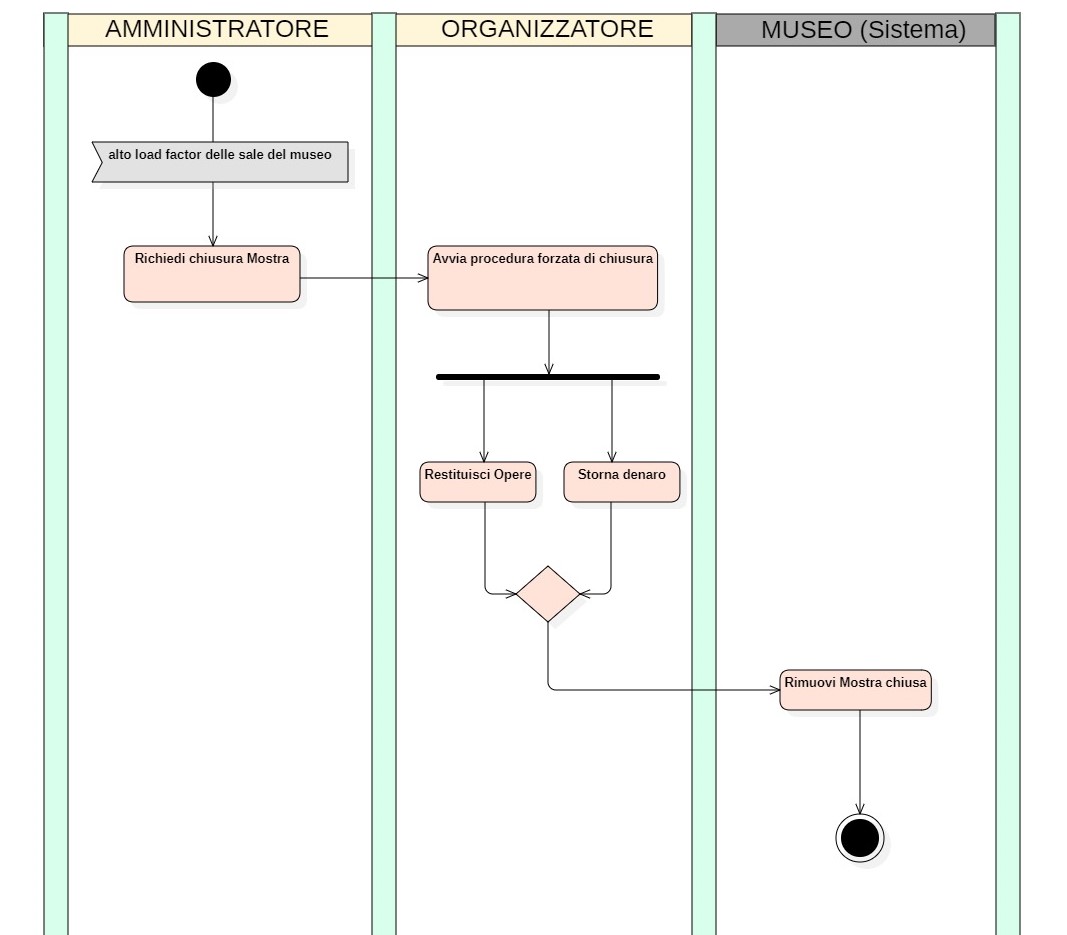 AMMINISTRATORE
ORGANIZZATORE
MUSEO (Sistema)
alto load factor delle sale del museo
Richiedi chiusura Mostra
Avvia procedura forzata di chiusura
Restituisci Opere
Storna denaro
Rimuovi Mostra chiusa